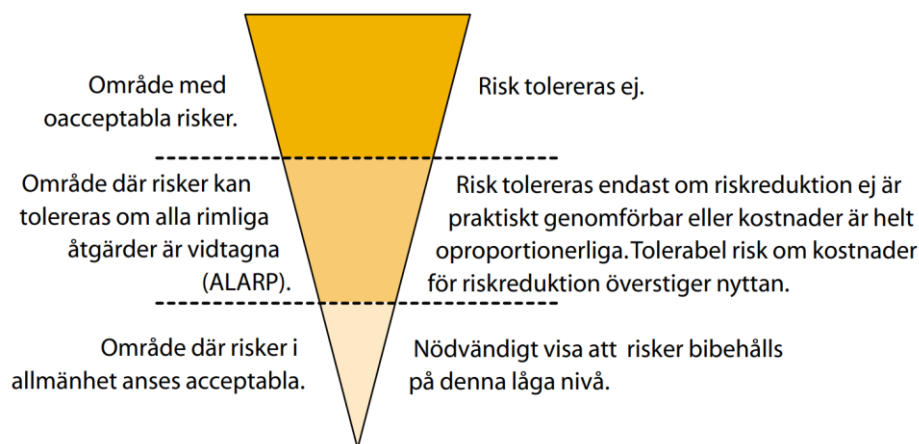 Område med
oacceptabla risker.
Risk tolereras ej.
Område där risker kan
tolereras om alla rimliga
åtgärder är vidtagna
(ALARP).
Risk tolereras endast om riskreduktion ej är
praktiskt genomförbar eller kostnader är helt
oproportionerliga. Tolerabel risk om kostnader
för riskreduktion överstiger nyttan.
Område där risker i
allmänhet anses acceptabla.
Nödvändigt visa att risker bibehålls
på denna låga nivå.